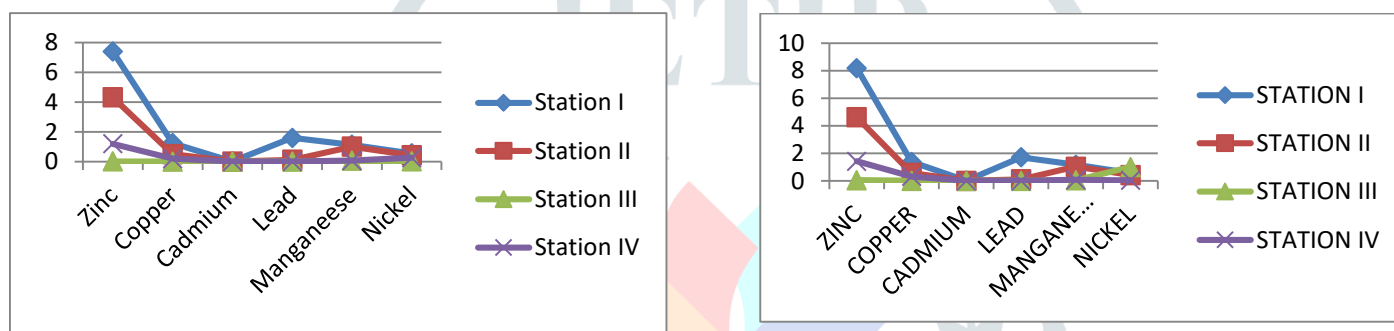 8
6
4
2
0
Zinc
Copper
Cadmium
Lead
Manganeese
Nickel
Station I
Station II
Station III
Station IV
10
8
6
4
2
0
ZINC
COPPER
CADMIUM
LEAD
MANGANE...
NICKEL
STATION I
STATION II
STATION III
STATION IV